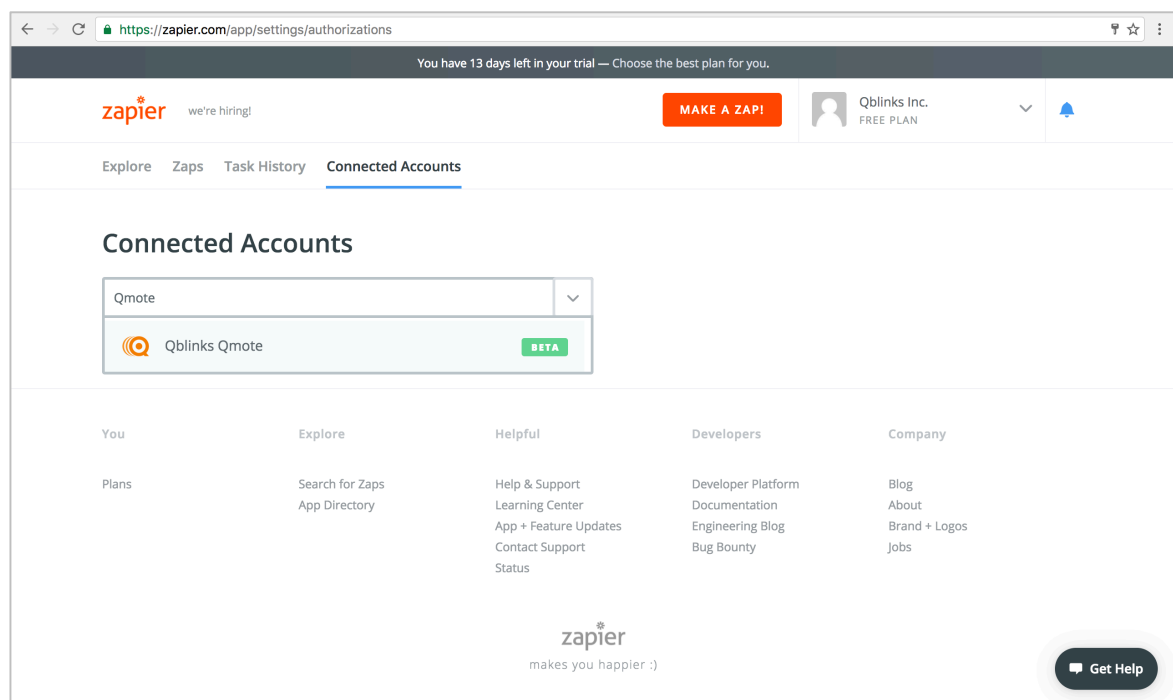 https://zapier.com/app/settings/authorizations
You have 13 days left in your trial — Choose the best plan for you.
zapier we're hiring! MAKE A ZAP! Qblinks Inc.
FREE PLAN
Explore Zaps Task History Connected Accounts
Connected Accounts
Qmote
Qblinks Qmote BETA
You Explore Helpful Developers Company
Plans Search for Zaps Help & Support Developer Platform Blog
App Directory Learning Center Documentation About
App + Feature Updates Engineering Blog Brand + Logos
Contact Support Bug Bounty Jobs
Status
zapier
makes you happier :)
Get Help